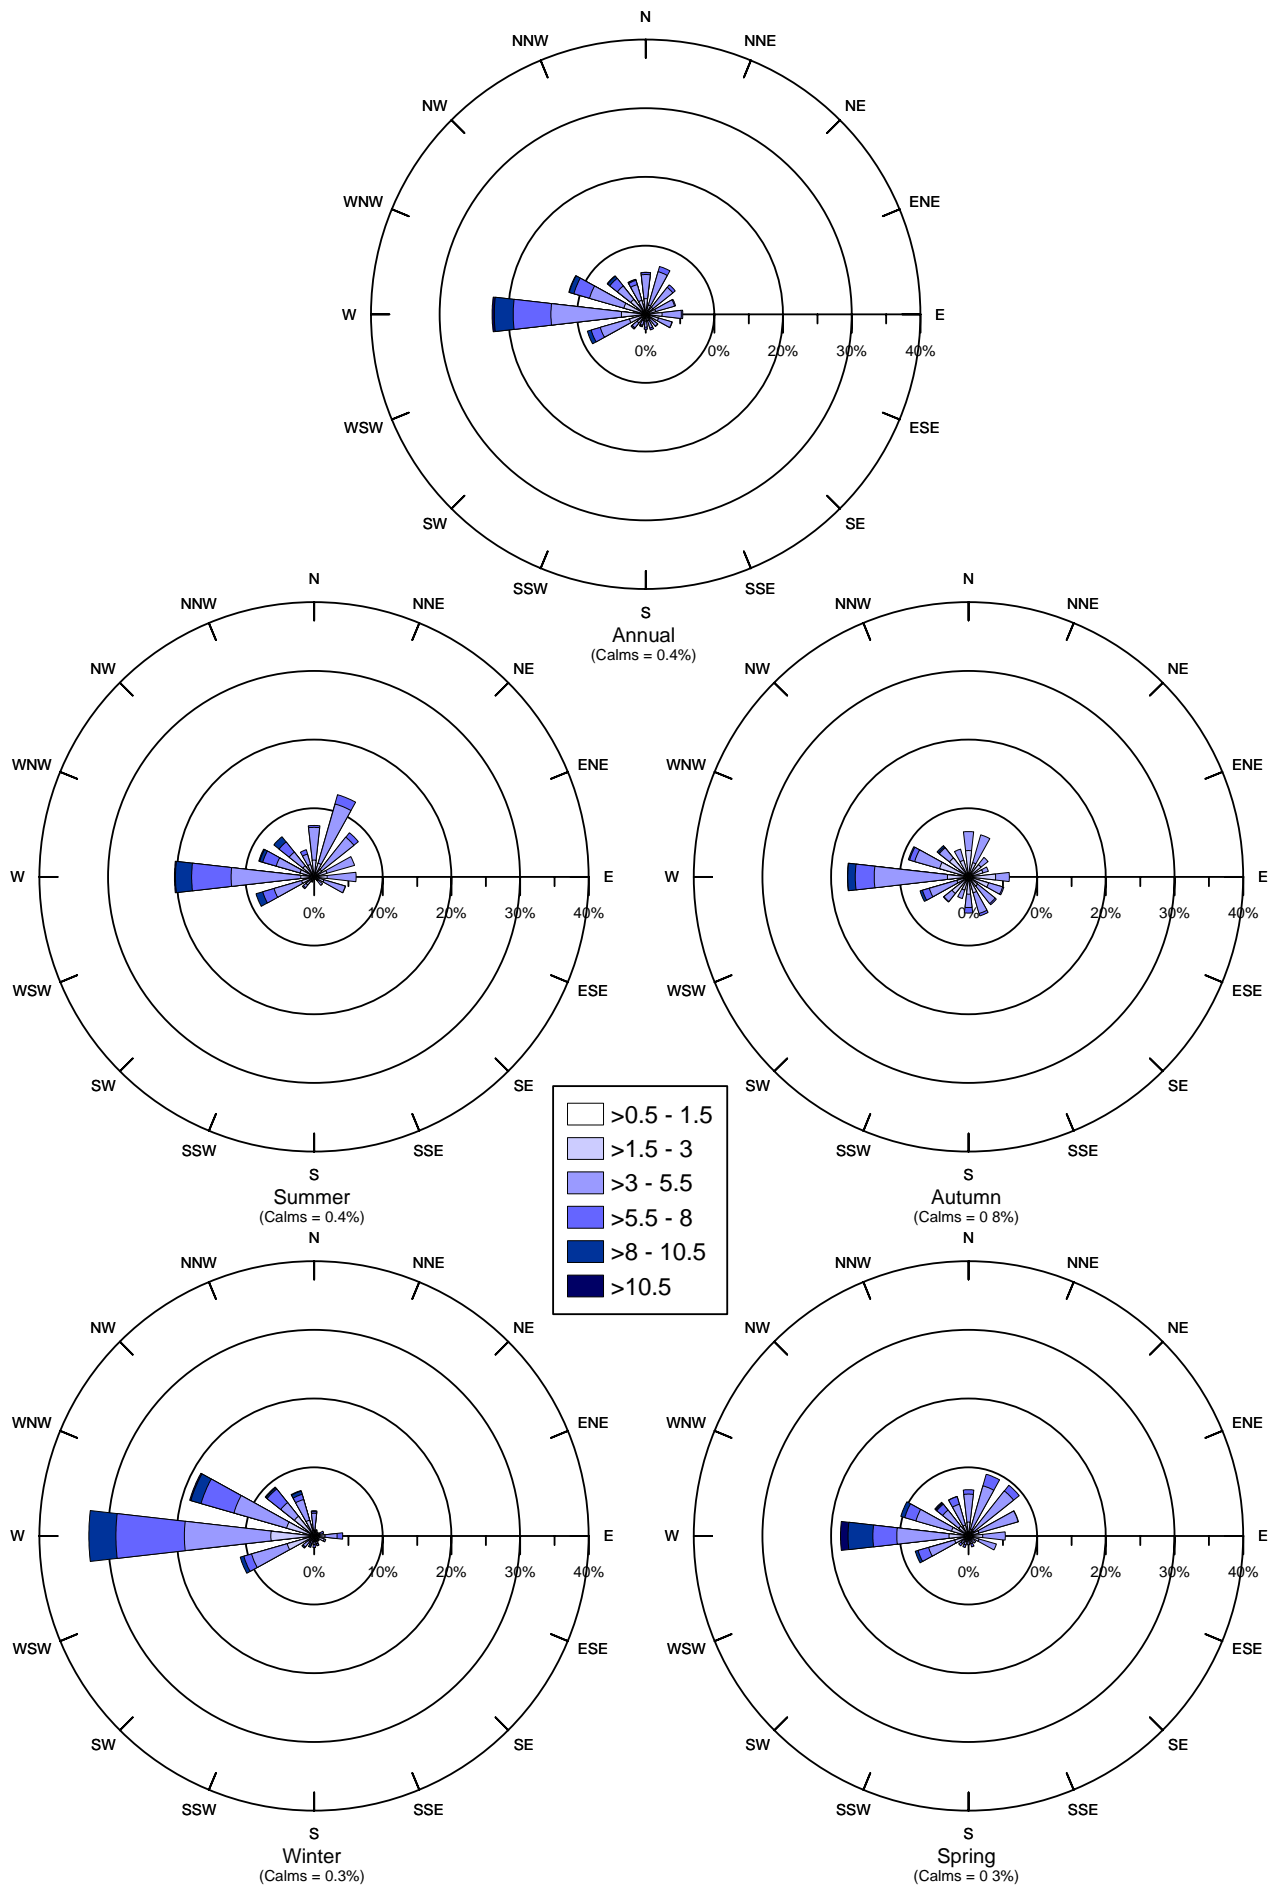 N
NNW NNE
NW NE
WNW ENE
W E
0% 0% 20% 30% 40%
WSW ESE
SW SE
SSW SSE
S
Annual
(Calms = 0.4%)
N
NNW NNE
NW NE
WNW ENE
W E
0% 10% 20% 30% 40%
WSW ESE
SW SE
SSW SSE
S
Summer
(Calms = 0.4%)
N
NNW NNE
NW NE
WNW ENE
W E
0% 0% 20% 30% 40%
WSW ESE
SW SE
SSW SSE
S
Autumn
(Calms = 0 8%)
>0.5 - 1.5
>1.5 - 3
>3 - 5.5
>5.5 - 8
>8 - 10.5
>10.5
N
NNW NNE
NW NE
WNW ENE
W E
0% 10% 20% 30% 40%
WSW ESE
SW SE
SSW SSE
S
Winter
(Calms = 0.3%)
N
NNW NNE
NW NE
WNW ENE
W E
0% 0% 20% 30% 40%
WSW ESE
SW SE
SSW SSE
S
Spring
(Calms = 0 3%)